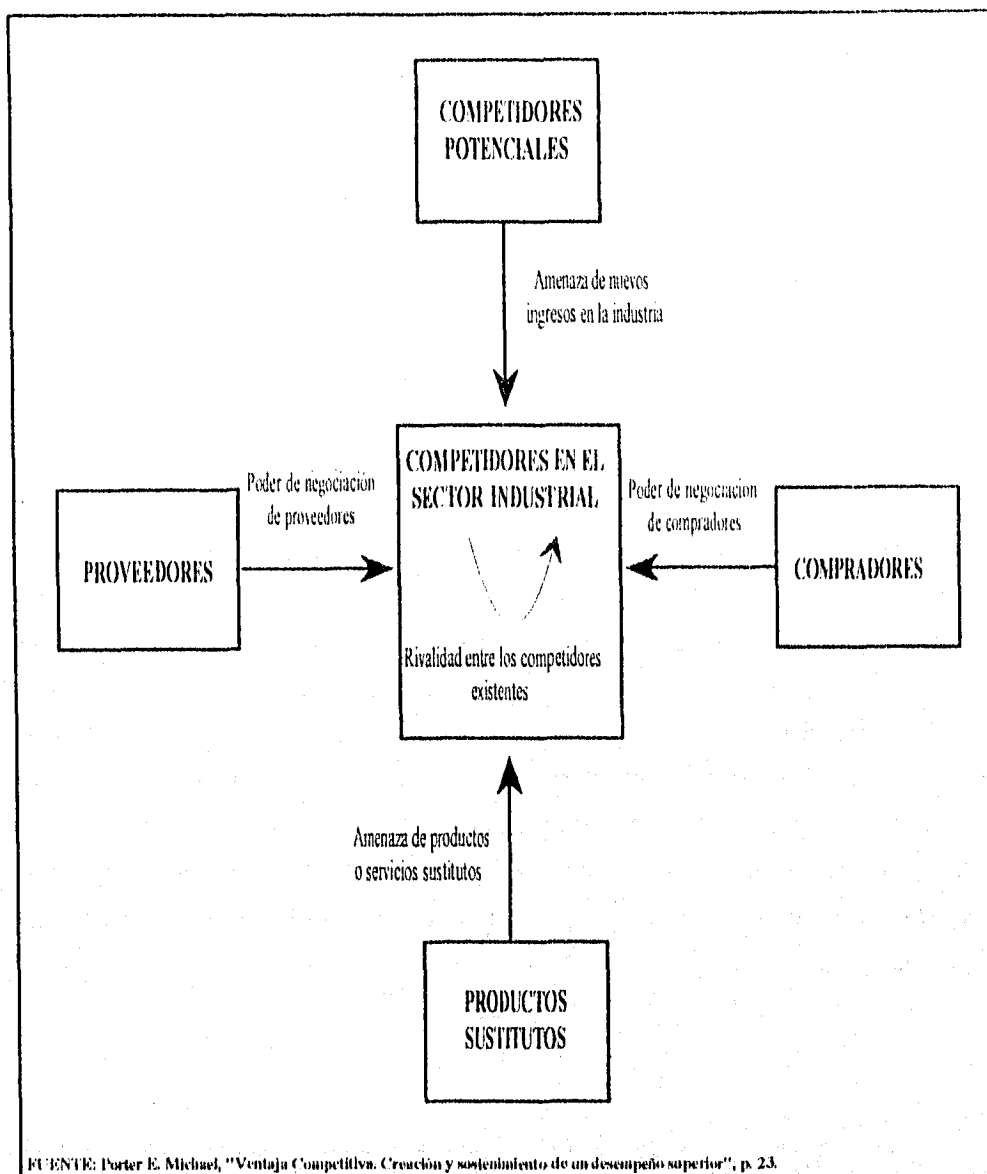 COMPETIDORES
POTENCIALES
Amenaza de nuevos
ingresos en la industria
COMPETIDORES EN EL
SECTOR INDUSTRIAL
Poder de negociación
de proveedores
Poder de negociacion
de compradores
PROVEEDORES
COMPRADORES
Rivalidad entre los competidores
existentes
Amenaza de productos
o servicios sustitutos
PRODUCTOS
SUSTITUTOS
FUENTE: Porter E. Michael, "Ventaja Competitiva. Creación y sostenimiento de un desempeño superior", p. 23.